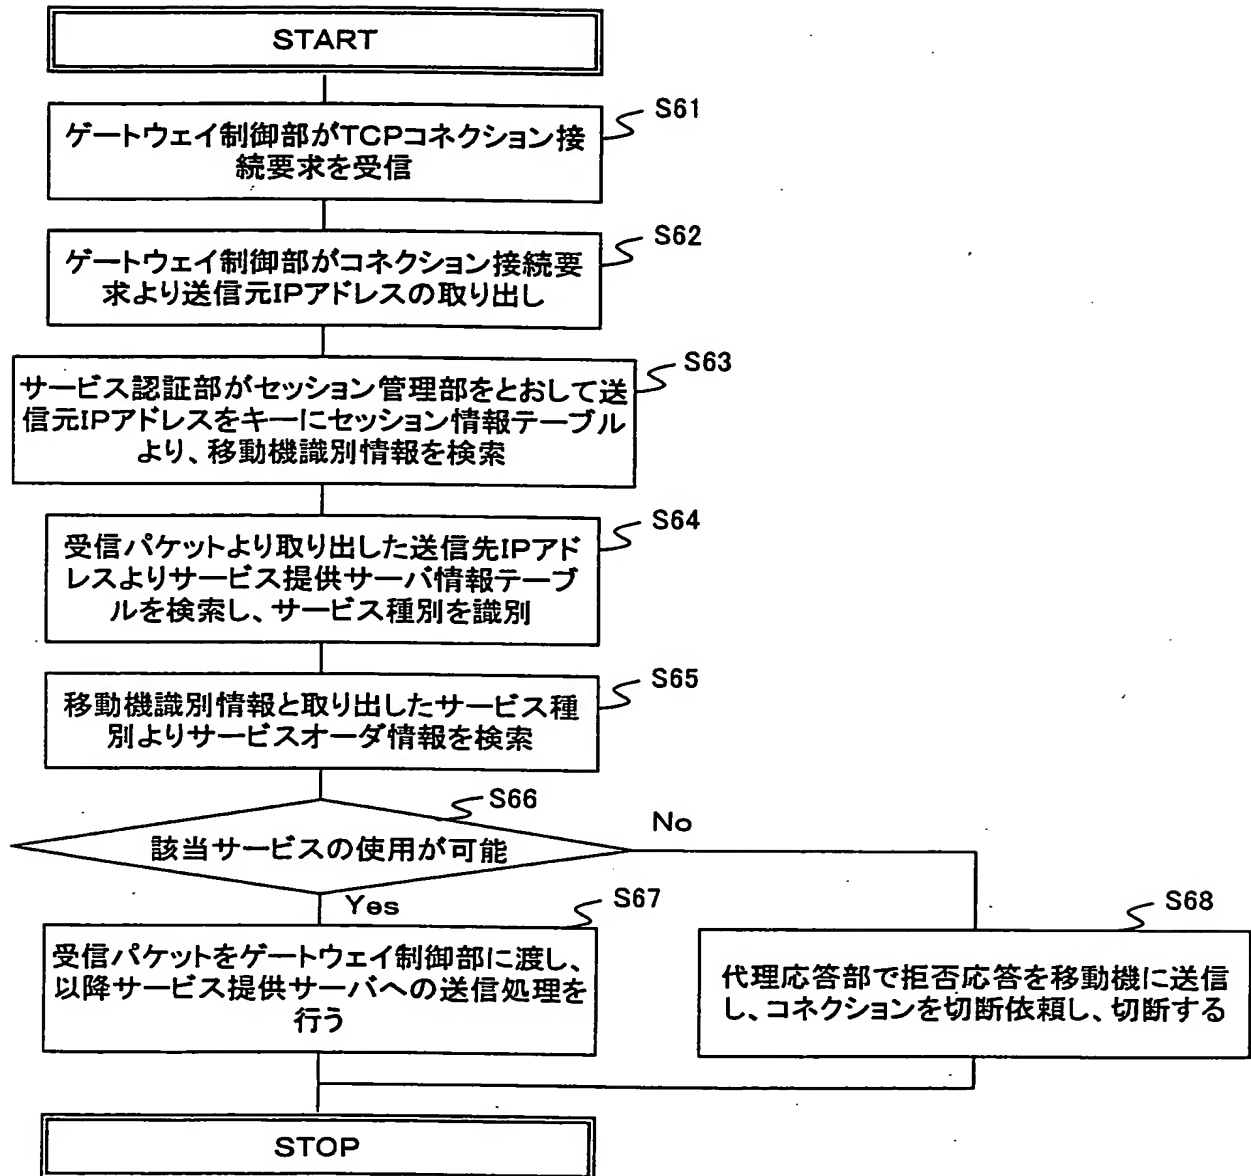 START
S61
ゲートウェイ制御部がTCPコネクション接
続要求を受信
S62
ゲートウェイ制御部がコネクション接続要
求より送信元IPアドレスの取り出し
S63
サービス認証部がセッション管理部をとおして送
信元IPアドレスをキーにセッション情報テーブル
より、移動機識別情報を検索
S64
受信パケットより取り出した送信先IPアド
レスよりサービス提供サーバ情報テーブ
ルを検索し、サービス種別を識別
S65
移動機識別情報と取り出したサービス種
別よりサービスオーダ情報を検索
S66
該当サービスの使用が可能
No
Yes
S67
受信パケットをゲートウェイ制御部に渡し、
以降サービス提供サーバへの送信処理を
行う
S68
代理応答部で拒否応答を移動機に送信
し、コネクションを切断依頼し、切断する
STOP